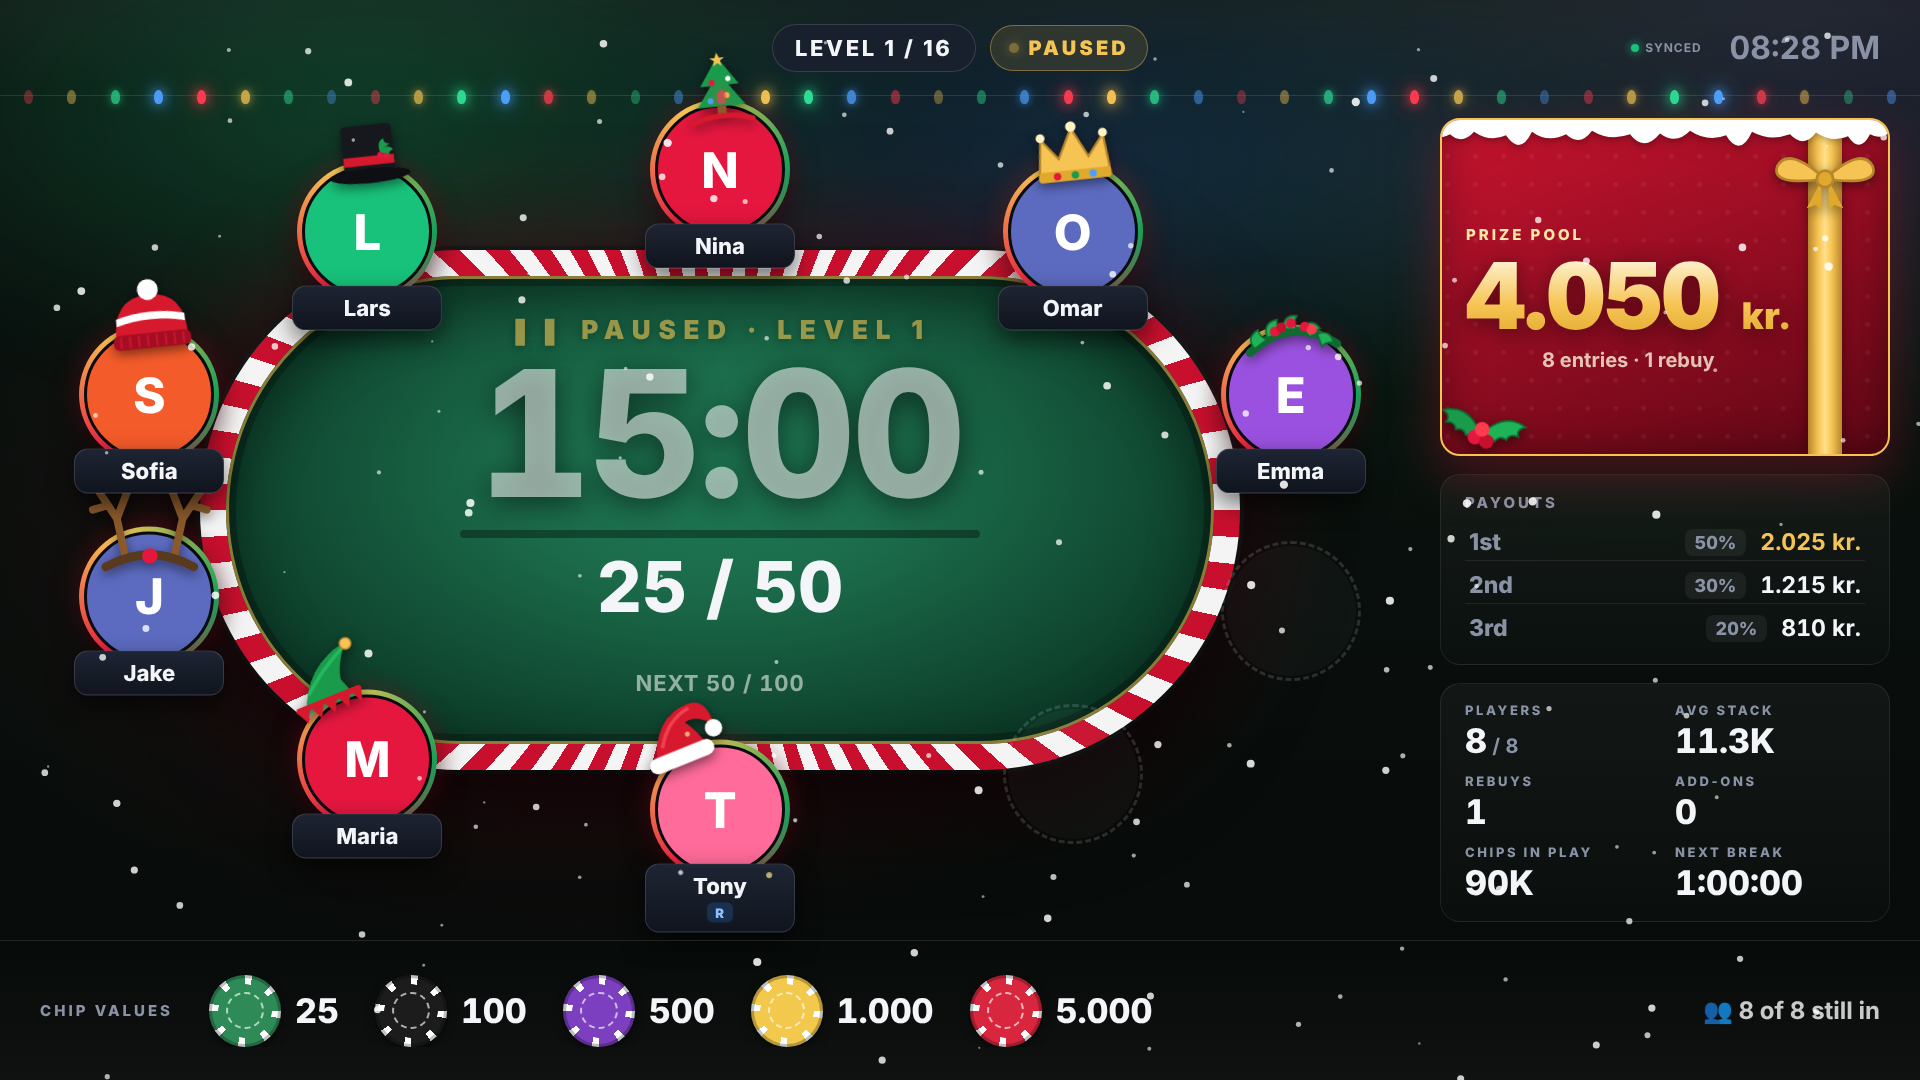 LEVEL 1 / 16
PAUSED
SYNCED
08:28 PM
N
Nina
L
Lars
O
Omar
S
Sofia
E
Emma
J
Jake
M
Maria
T
Tony
R
PAUSED · LEVEL 1
15:00
25 / 50
NEXT 50 / 100
PRIZE POOL
4.050 kr.
8 entries · 1 rebuy
PAYOUTS
1st 50% 2.025 kr.
2nd 30% 1.215 kr.
3rd 20% 810 kr.
PLAYERS
8 / 8
AVG STACK
11.3K
REBUYS
1
ADD-ONS
0
CHIPS IN PLAY
90K
NEXT BREAK
1:00:00
CHIP VALUES
25
100
500
1.000
5.000
8 of 8 still in